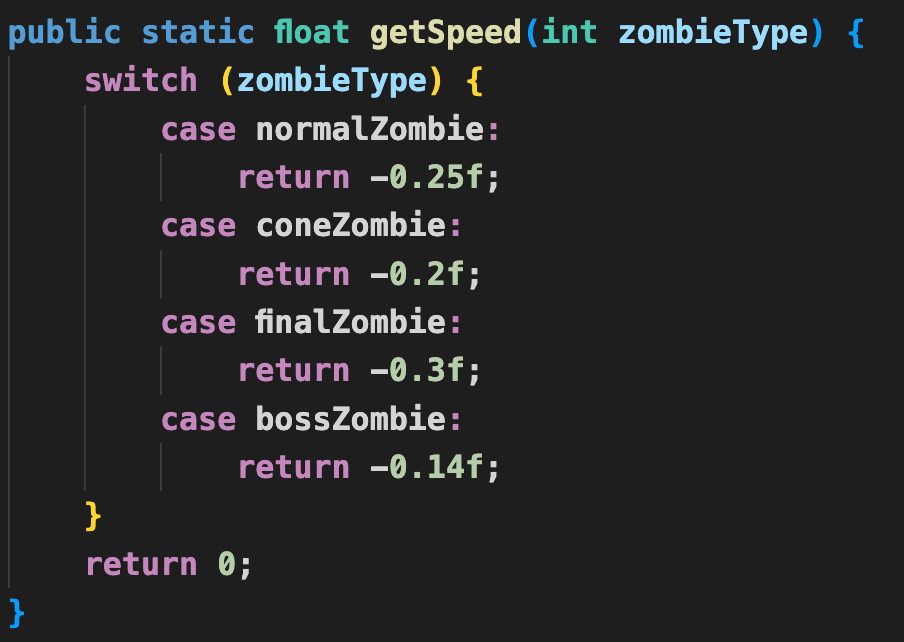 public static float getSpeed(int zombieType) {
    switch (zombieType) {
        case normalZombie:
            return -0.25f;
        case coneZombie:
            return -0.2f;
        case finalZombie:
            return -0.3f;
        case bossZombie:
            return -0.14f;
    }
    return 0;
}